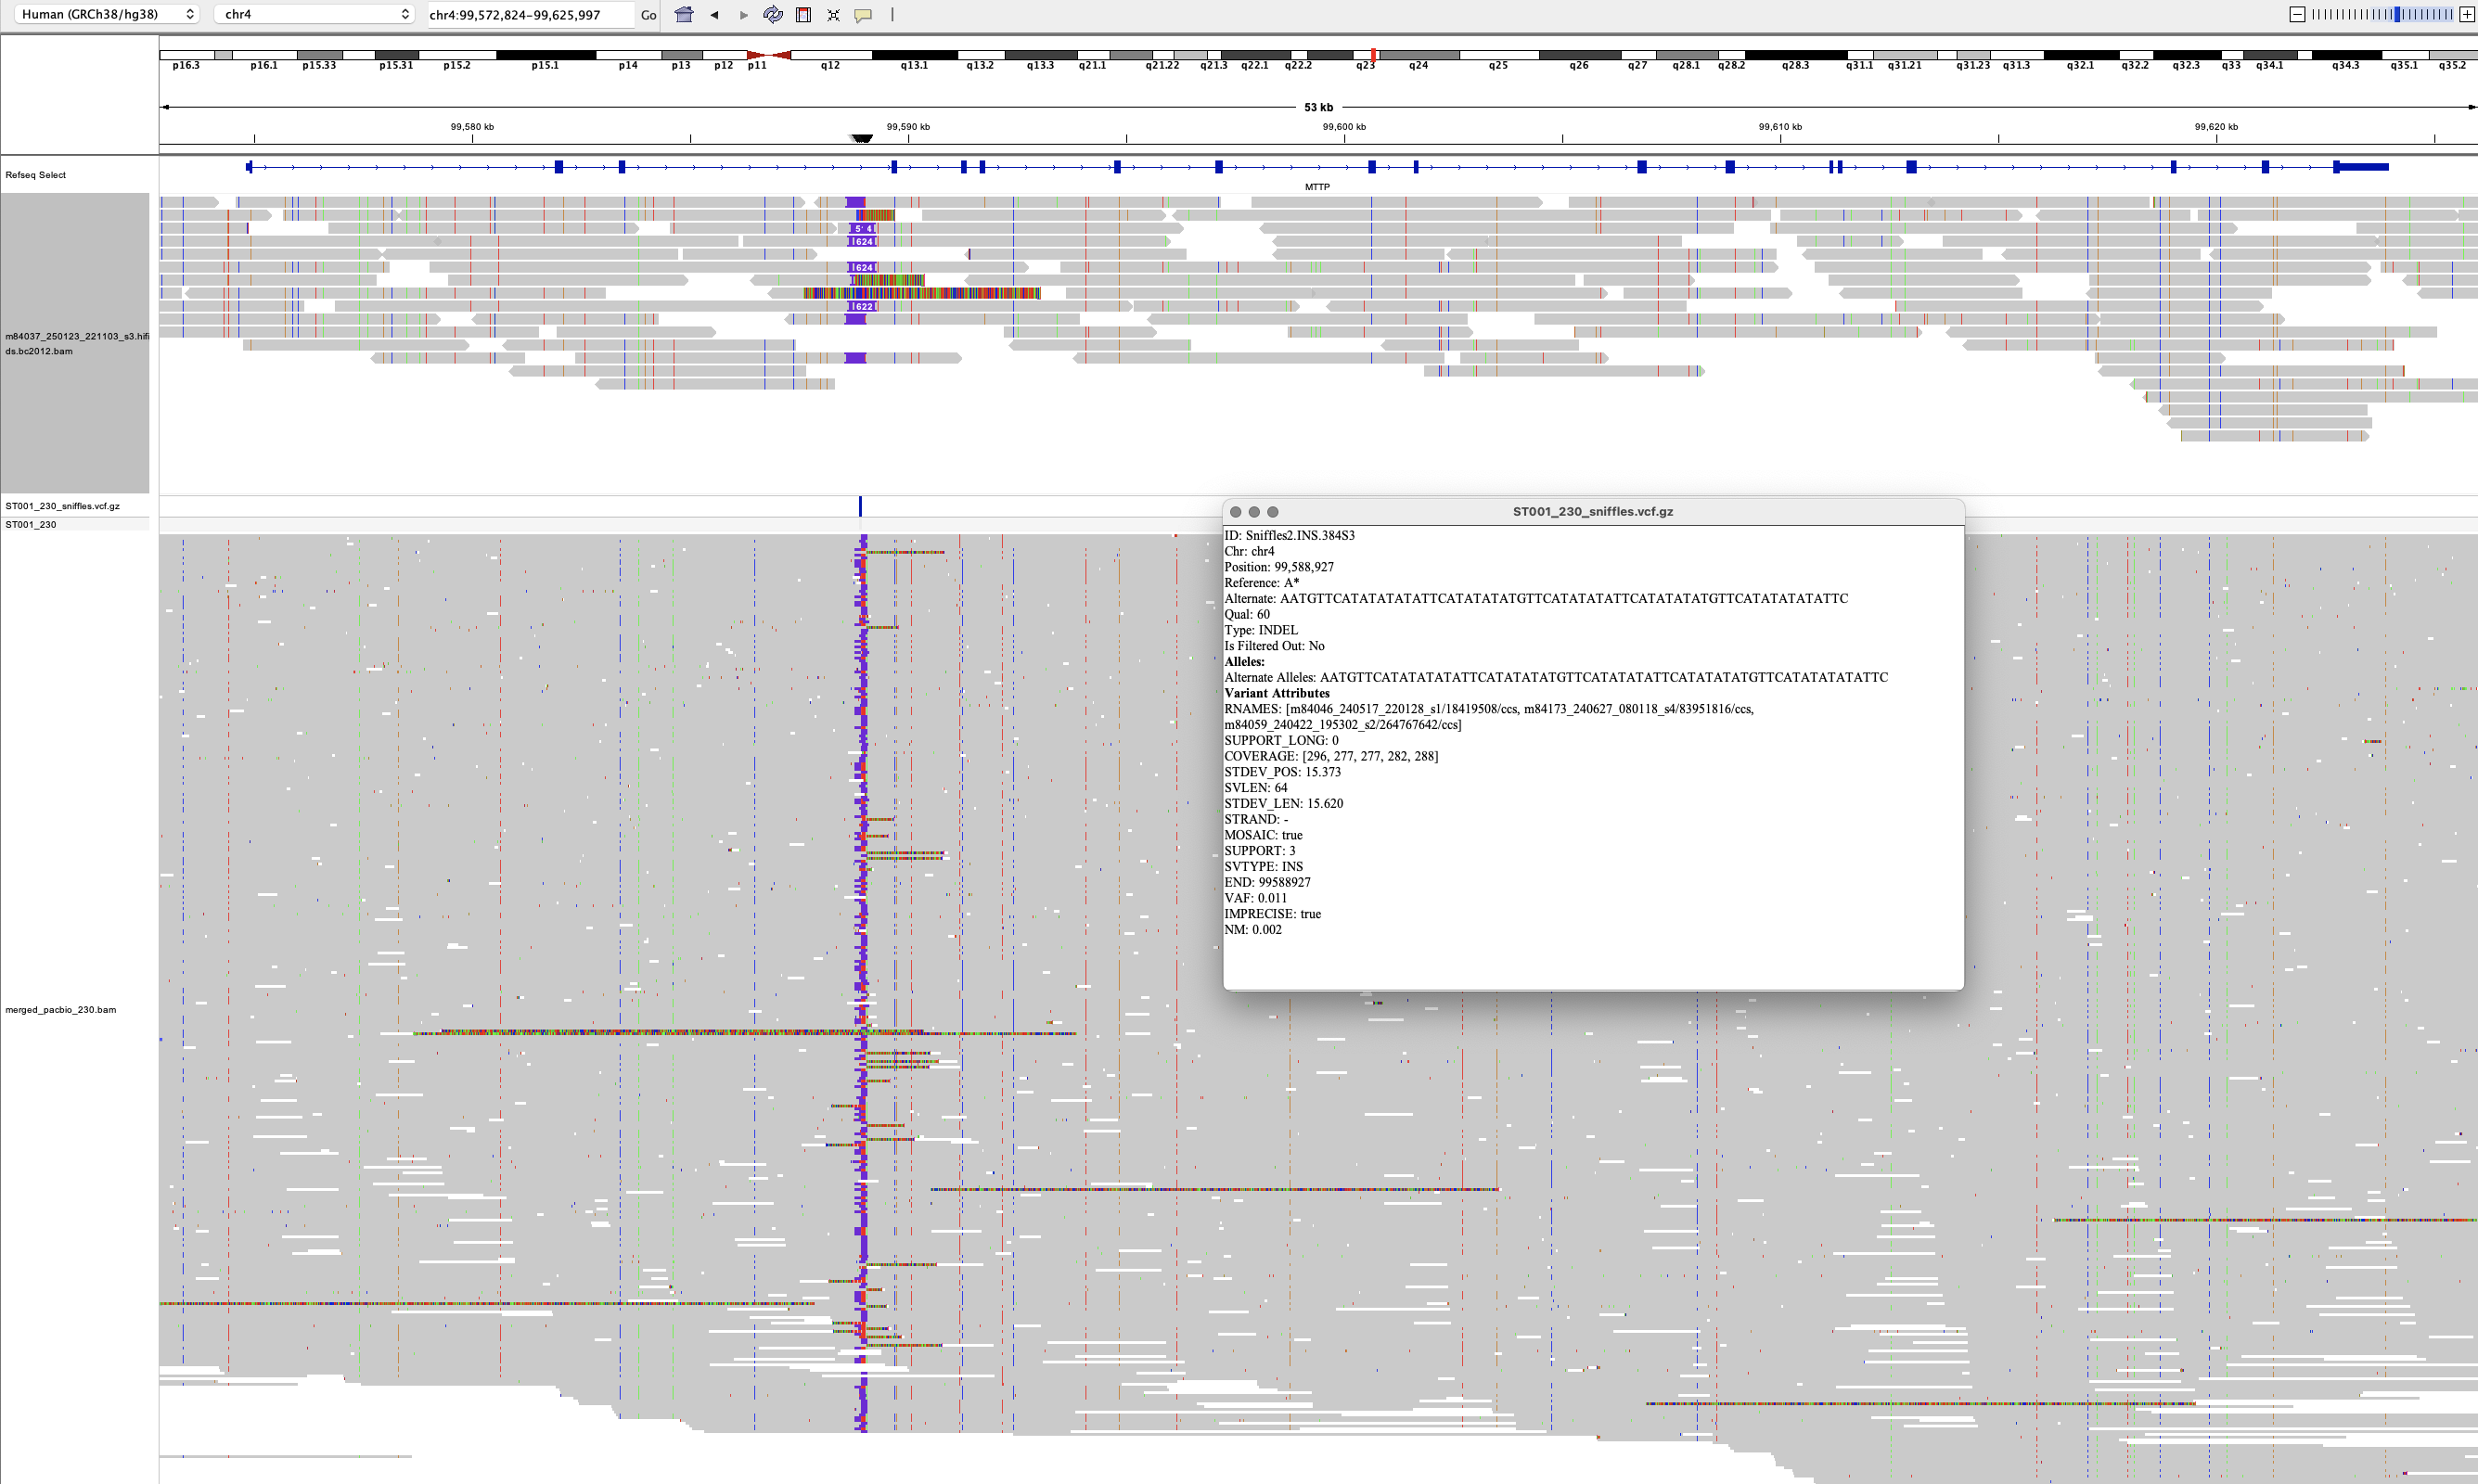 Human (GRCh38/hg38) chr4 chr4:99,572,824-99,625,997 Go
p16.3 p16.1 p15.33 p15.31 p15.2 p15.1 p14 p13 p12 p11 q12 q13.1 q13.2 q13.3 q21.1 q21.22 q21.3 q22.1 q22.2 q23 q24 q25 q26 q27 q28.1 q28.2 q28.3 q31.1 q31.21 q31.23 q31.3 q32.1 q32.2 q32.3 q33 q34.1 q34.3 q35.1 q35.2
53 kb
99,580 kb 99,590 kb 99,600 kb 99,610 kb 99,620 kb
Refseq Select
MTTP
5 4
624
624
622
m84037_250123_221103_s3.hifi
ds.bc2012.bam
ST001_230_sniffles.vcf.gz
ST001_230
merged_pacbio_230.bam
ST001_230_sniffles.vcf.gz
ID: Sniffles2.INS.384S3
Chr: chr4
Position: 99,588,927
Reference: A*
Alternate: AATGTTCATATATATATTCATATATATGTTCATATATATTCATATATATGTTCATATATATATTC
Qual: 60
Type: INDEL
Is Filtered Out: No
Alleles:
Alternate Alleles: AATGTTCATATATATATTCATATATATGTTCATATATATTCATATATATGTTCATATATATATTC
Variant Attributes
RNAMES: [m84046_240517_220128_s1/18419508/ccs, m84173_240627_080118_s4/83951816/ccs,
m84059_240422_195302_s2/264767642/ccs]
SUPPORT_LONG: 0
COVERAGE: [296, 277, 277, 282, 288]
STDEV_POS: 15.373
SVLEN: 64
STDEV_LEN: 15.620
STRAND: -
MOSAIC: true
SUPPORT: 3
SVTYPE: INS
END: 99588927
VAF: 0.011
IMPRECISE: true
NM: 0.002